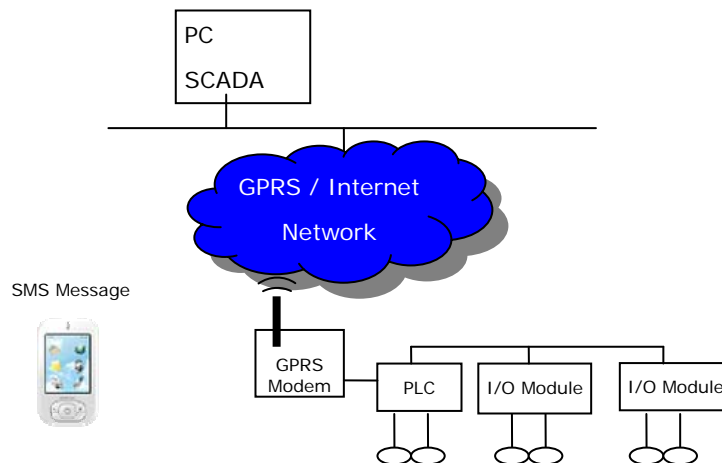 PC
SCADA
GPRS / Internet
Network
SMS Message
GPRS
Modem
PLC
I/O Module
I/O Module